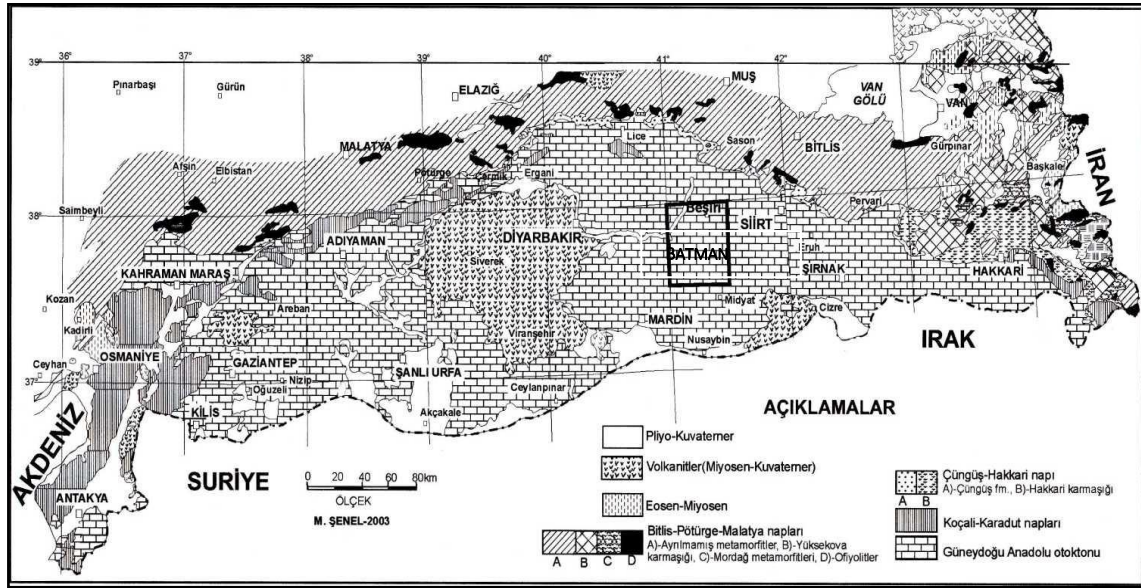 36° 37° 38° 39° 40° 41° 42°
39°
Pınarbaşı
Gürün
ELAZIĞ
MUŞ
VAN
GÖLÜ
VAN
Lice
Sason
BİTLİS
Gürpınar
MALATYA
Afşin
Elbistan
Pötürge
Çermik
Ergani
Başkale
İRAN
38°
Saimbeyli
Beşiri
SİİRT
Pervari
ADIYAMAN
DİYARBAKIR
Siverek
BATMAN
Eruh
ŞIRNAK
HAKKARİ
KAHRAMAN MARAŞ
Kozan
Kadirli
Areban
Midyat
Cizre
MARDİN
Nusaybin
Viranşehir
IRAK
Ceyhan
OSMANİYE
GAZİANTEP
Nizip
Oğuzeli
ŞANLI URFA
Ceylanpınar
37°
KİLİS
Akçakale
AKDENİZ
ANTAKYA
SURİYE
0 20 40 80km
ÖLÇEK
M. ŞENEL-2003
AÇIKLAMALAR
Pliyo-Kuvaterner
Volkanitler(Miyosen-Kuvaterner)
Eosen-Miyosen
Bitlis-Pötürge-Malatya napları
A)-Ayrılmamış metamorfitler, B)-Yüksekova
karmaşığı, C)-Mordağ metamorfitleri, D)-Ofiyolitler
A B C D
Çüngüş-Hakkari napı
A)-Çüngüş fm., B)-Hakkari karmaşığı
A B
Koçali-Karadut napları
Güneydoğu Anadolu otoktonu